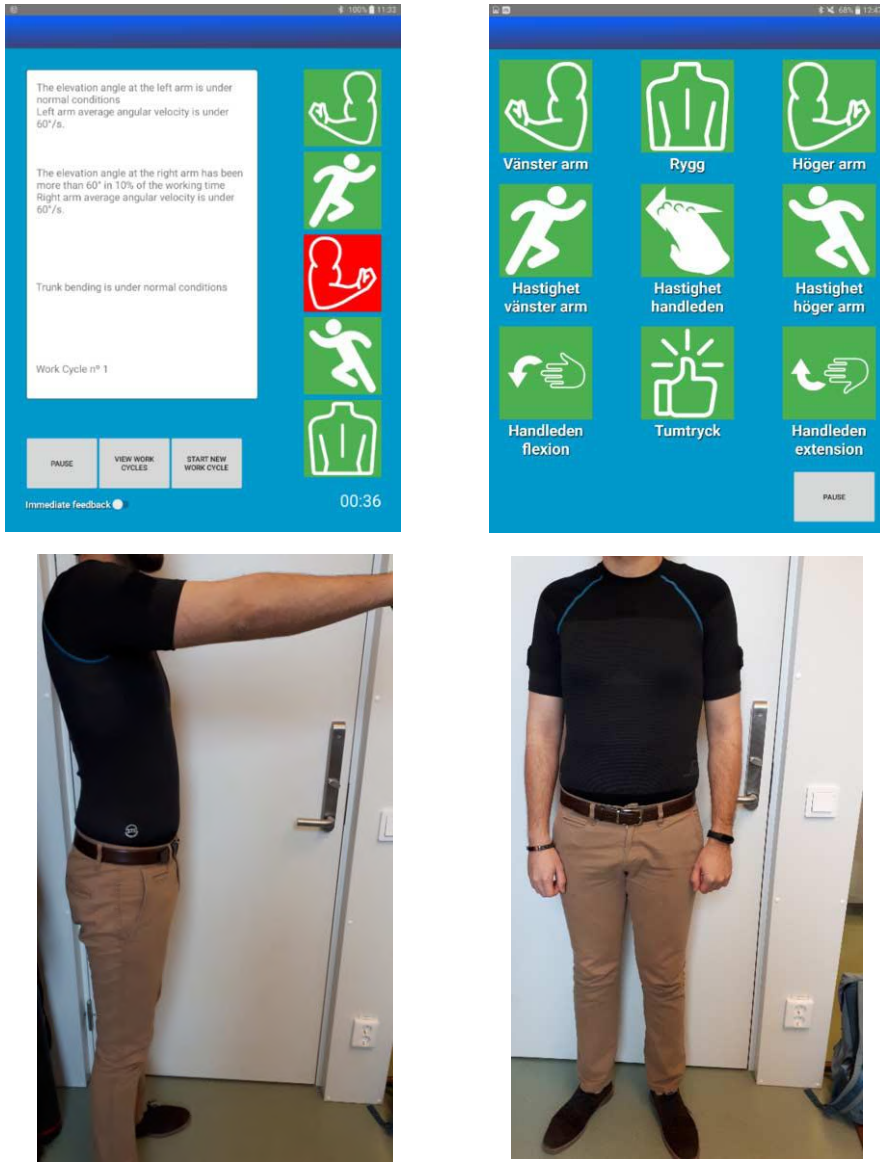 100% 11:33
The elevation angle at the left arm is under
normal conditions
Left arm average angular velocity is under
60°/s.
The elevation angle at the right arm has been
more than 60° in 10% of the working time
Right arm average angular velocity is under
60°/s.
Trunk bending is under normal conditions
Work Cycle nº 1
PAUSE
VIEW WORK
CYCLES
START NEW
WORK CYCLE
Immediate feedback
00:36
68% 12:47
Vänster arm
Rygg
Höger arm
Hastighet
vänster arm
Hastighet
handleden
Hastighet
höger arm
Handleden
flexion
Tumtryck
Handleden
extension
PAUSE